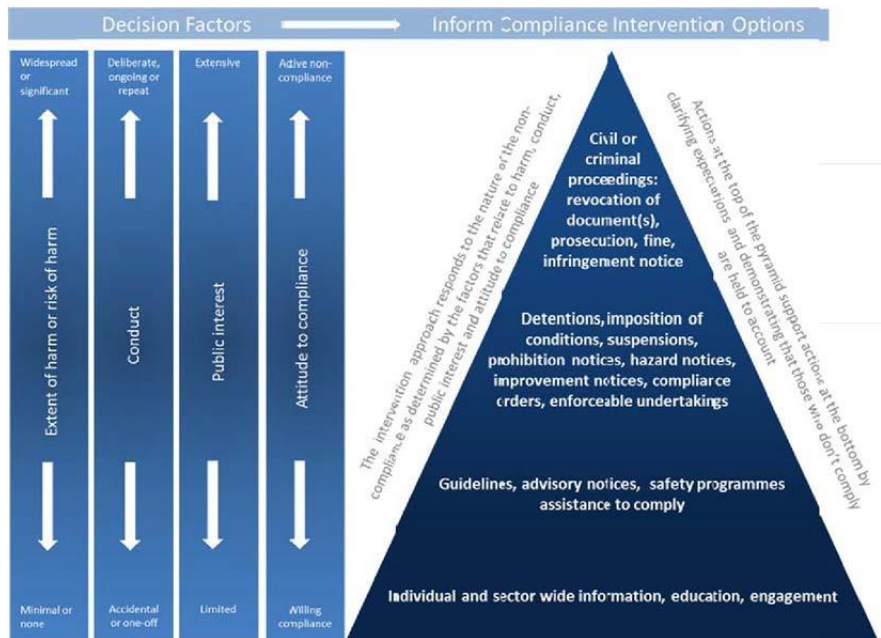 Decision Factors
Inform Compliance Intervention Options
Widespread
or
significant
Extent of harm or risk of harm
Minimal or
none
Deliberate,
ongoing or
repeat
Conduct
Accidental
or one-off
Extensive
Public interest
Limited
Active non-
compliance
Attitude to compliance
Willing
compliance
The intervention approach responds to the nature of the non-
compliance as determined by the factors that relate to harm, conduct,
public interest and attitude to compliance
Civil or
criminal
proceedings:
revocation of
document(s),
prosecution, fine,
infringement notice
Detentions, imposition of
conditions, suspensions,
prohibition notices, hazard notices,
improvement notices, compliance
orders, enforceable undertakings
Guidelines, advisory notices, safety programmes
assistance to comply
Individual and sector wide information, education, engagement
Actions at the top of the pyramid support actions at the bottom by
clarifying expectations and demonstrating that those who don't comply
are held to account